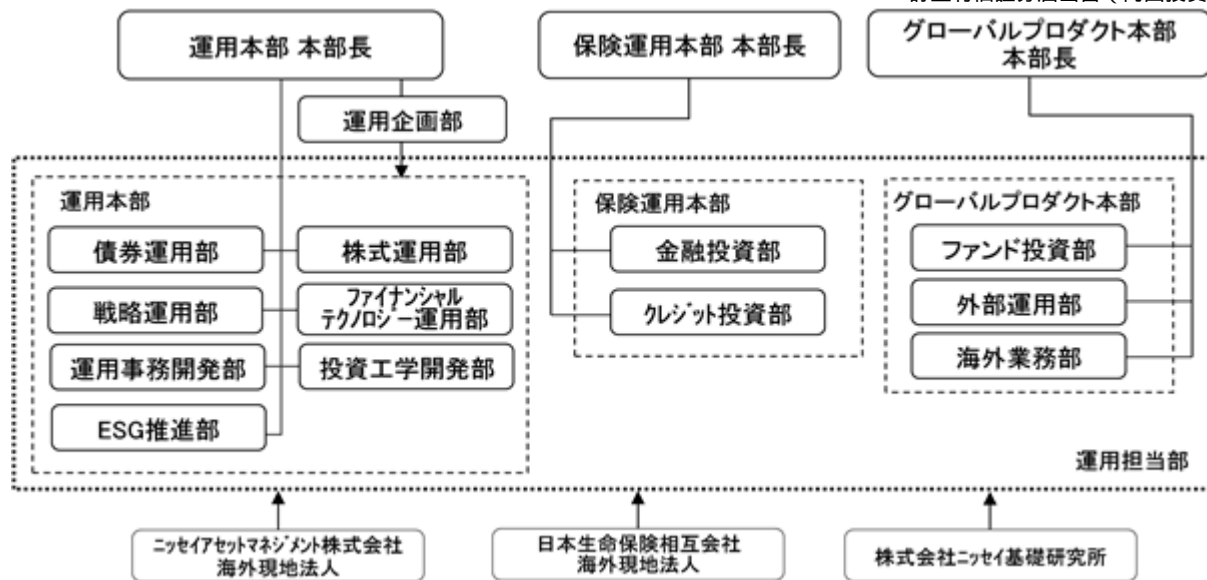 運用本部 本部長
保険運用本部 本部長
グローバルプロダクト本部
本部長
運用企画部
運用本部
債券運用部
株式運用部
戦略運用部
ファイナンシャル
テクノロジー運用部
運用事務開発部
投資工学開発部
ESG推進部
保険運用本部
金融投資部
クレジット投資部
グローバルプロダクト本部
ファンド投資部
外部運用部
海外業務部
運用担当部
ニッセイアセットマネジメント株式会社
海外現地法人
日本生命保険相互会社
海外現地法人
株式会社ニッセイ基礎研究所